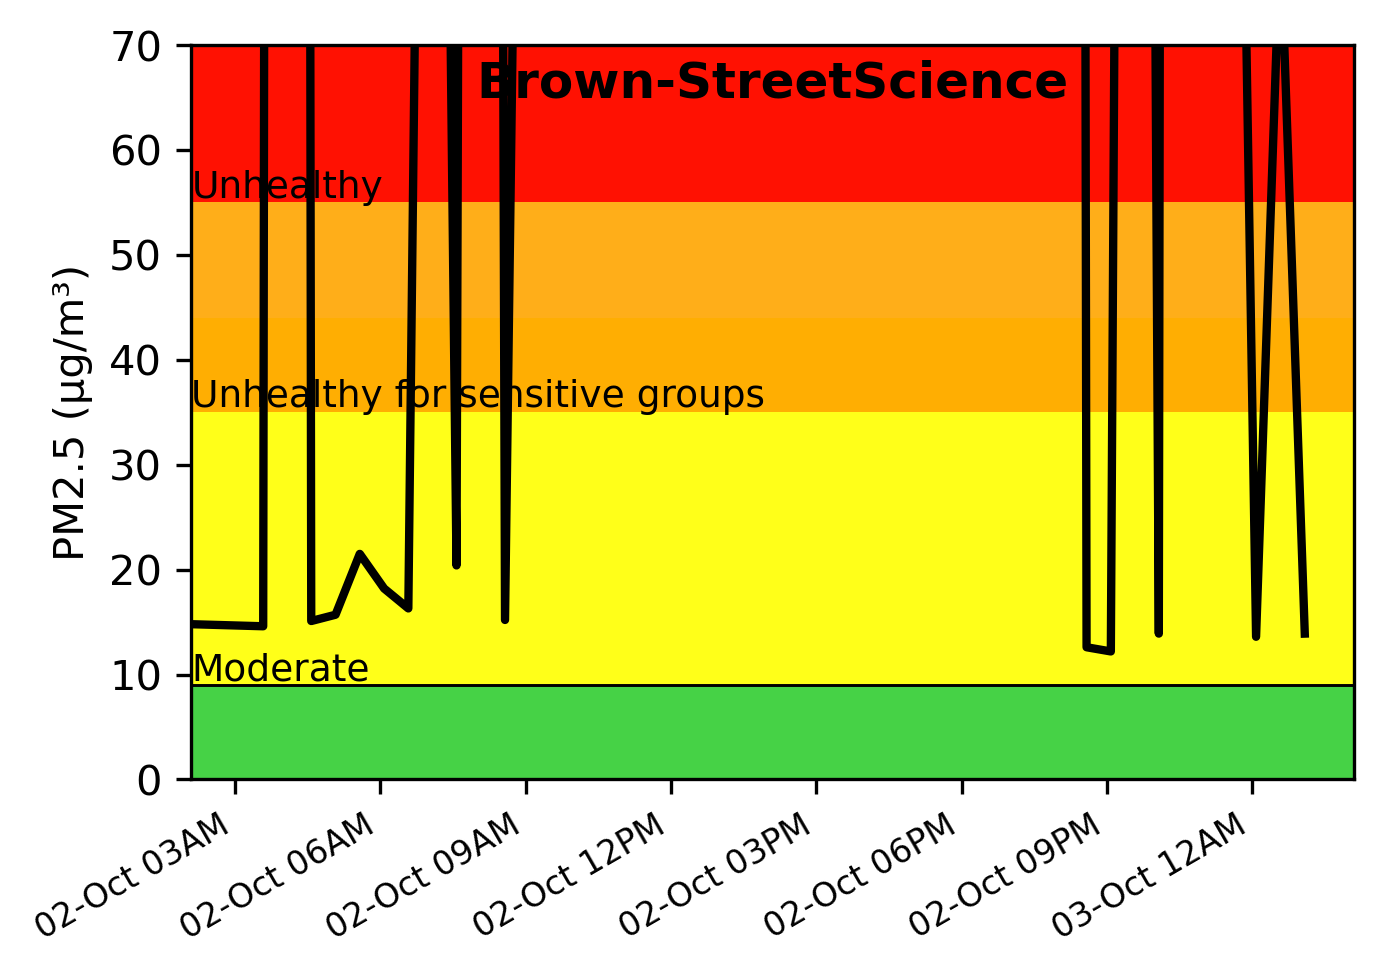 Brown-StreetScience
PM2.5 (µg/m³)
70
60
Unhealthy
50
40
Unhealthy for sensitive groups
30
20
10
Moderate
0
02-Oct 03AM
02-Oct 06AM
02-Oct 09AM
02-Oct 12PM
02-Oct 03PM
02-Oct 06PM
02-Oct 09PM
03-Oct 12AM